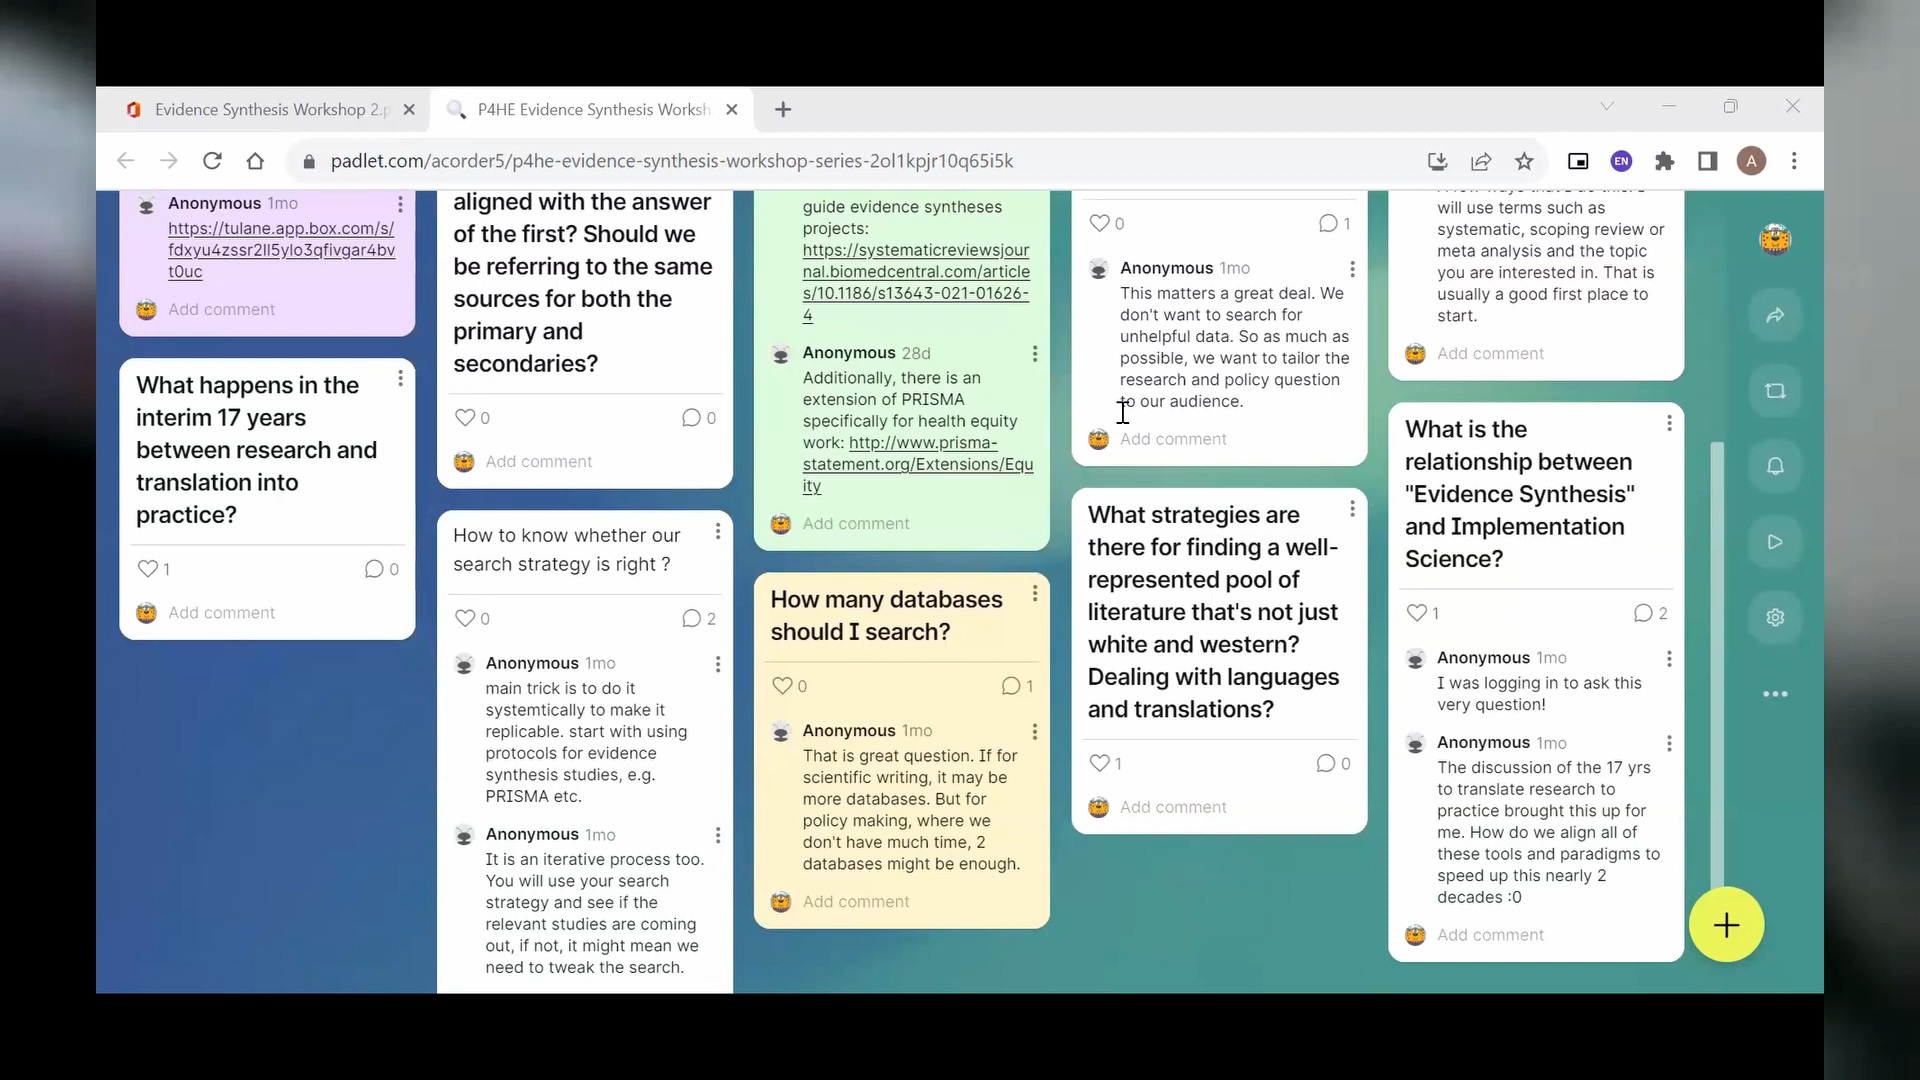 Evidence Synthesis Workshop 2.p
P4HE Evidence Synthesis Worksh
padlet.com/acorder5/p4he-evidence-synthesis-workshop-series-2ol1kpjr10q65i5k
EN
A
Anonymous 1mo
https://tulane.app.box.com/s/
fdxyu4zssr2ll5ylo3qfivgar4bv
t0uc
Add comment
What happens in the
interim 17 years
between research and
translation into
practice?
1
0
Add comment
aligned with the answer
of the first? Should we
be referring to the same
sources for both the
primary and
secondaries?
0
0
Add comment
How to know whether our
search strategy is right ?
0
2
Anonymous 1mo
main trick is to do it
systemtically to make it
replicable. start with using
protocols for evidence
synthesis studies, e.g.
PRISMA etc.
Anonymous 1mo
It is an iterative process too.
You will use your search
strategy and see if the
relevant studies are coming
out, if not, it might mean we
need to tweak the search.
guide evidence syntheses
projects:
https://systematicreviewsjour
nal.biomedcentral.com/article
s/10.1186/s13643-021-01626-
4
Anonymous 28d
Additionally, there is an
extension of PRISMA
specifically for health equity
work: http://www.prisma-
statement.org/Extensions/Equ
ity
Add comment
How many databases
should I search?
0
1
Anonymous 1mo
That is great question. If for
scientific writing, it may be
more databases. But for
policy making, where we
don't have much time, 2
databases might be enough.
Add comment
0
1
Anonymous 1mo
This matters a great deal. We
don't want to search for
unhelpful data. So as much as
possible, we want to tailor the
research and policy question
to our audience.
Add comment
What strategies are
there for finding a well-
represented pool of
literature that's not just
white and western?
Dealing with languages
and translations?
1
0
Add comment
will use terms such as
systematic, scoping review or
meta analysis and the topic
you are interested in. That is
usually a good first place to
start.
Add comment
What is the
relationship between
"Evidence Synthesis"
and Implementation
Science?
1
2
Anonymous 1mo
I was logging in to ask this
very question!
Anonymous 1mo
The discussion of the 17 yrs
to translate research to
practice brought this up for
me. How do we align all of
these tools and paradigms to
speed up this nearly 2
decades :0
Add comment